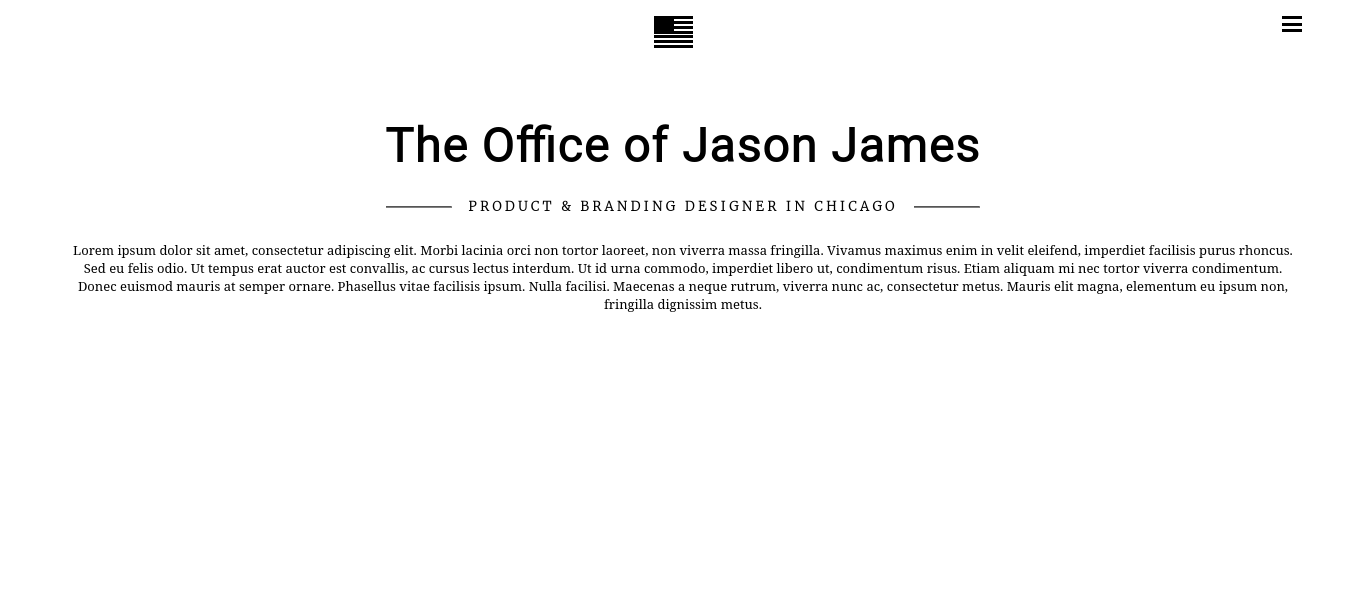 The Office of Jason James
PRODUCT & BRANDING DESIGNER IN CHICAGO
Lorem ipsum dolor sit amet, consectetur adipiscing elit. Morbi lacinia orci non tortor laoreet, non viverra massa fringilla. Vivamus maximus enim in velit eleifend, imperdiet facilisis purus rhoncus.
Sed eu felis odio. Ut tempus erat auctor est convallis, ac cursus lectus interdum. Ut id urna commodo, imperdiet libero ut, condimentum risus. Etiam aliquam mi nec tortor viverra condimentum.
Donec euismod mauris at semper ornare. Phasellus vitae facilisis ipsum. Nulla facilisi. Maecenas a neque rutrum, viverra nunc ac, consectetur metus. Mauris elit magna, elementum eu ipsum non,
fringilla dignissim metus.